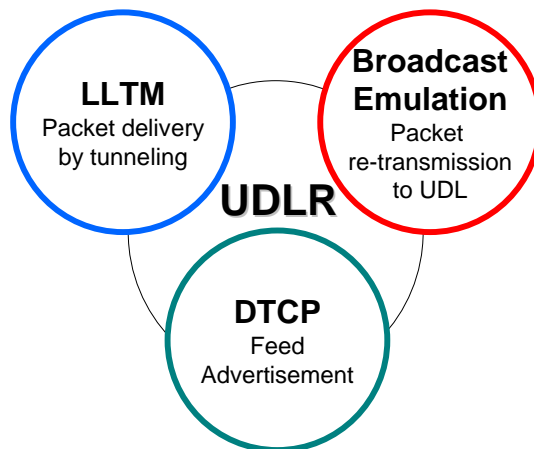 LLTM
Packet delivery
by tunneling
Broadcast
Emulation
Packet
re-transmission
to UDL
UDLR
DTCP
Feed
Advertisement